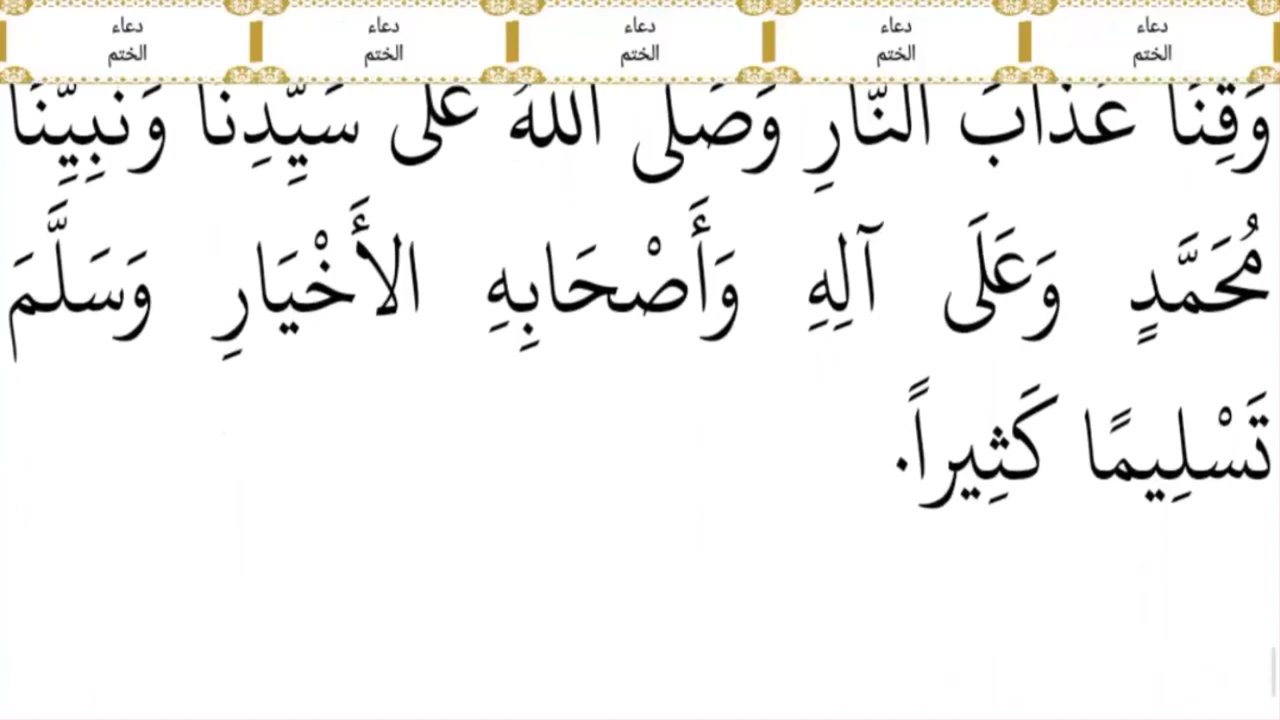 دعاء الختم
دعاء الختم
دعاء الختم
دعاء الختم
دعاء الختم
وَقِنَا عَذَابَ النَّارِ وَصَلَّى اللهُ عَلَى سَيِّدِنَا وَنَبِيِّنَا
مُحَمَّدٍ وَعَلَى آلِهِ وَأَصْحَابِهِ الأَخْيَارِ وَسَلَّمَ
تَسْلِيمًا كَثِيراً.